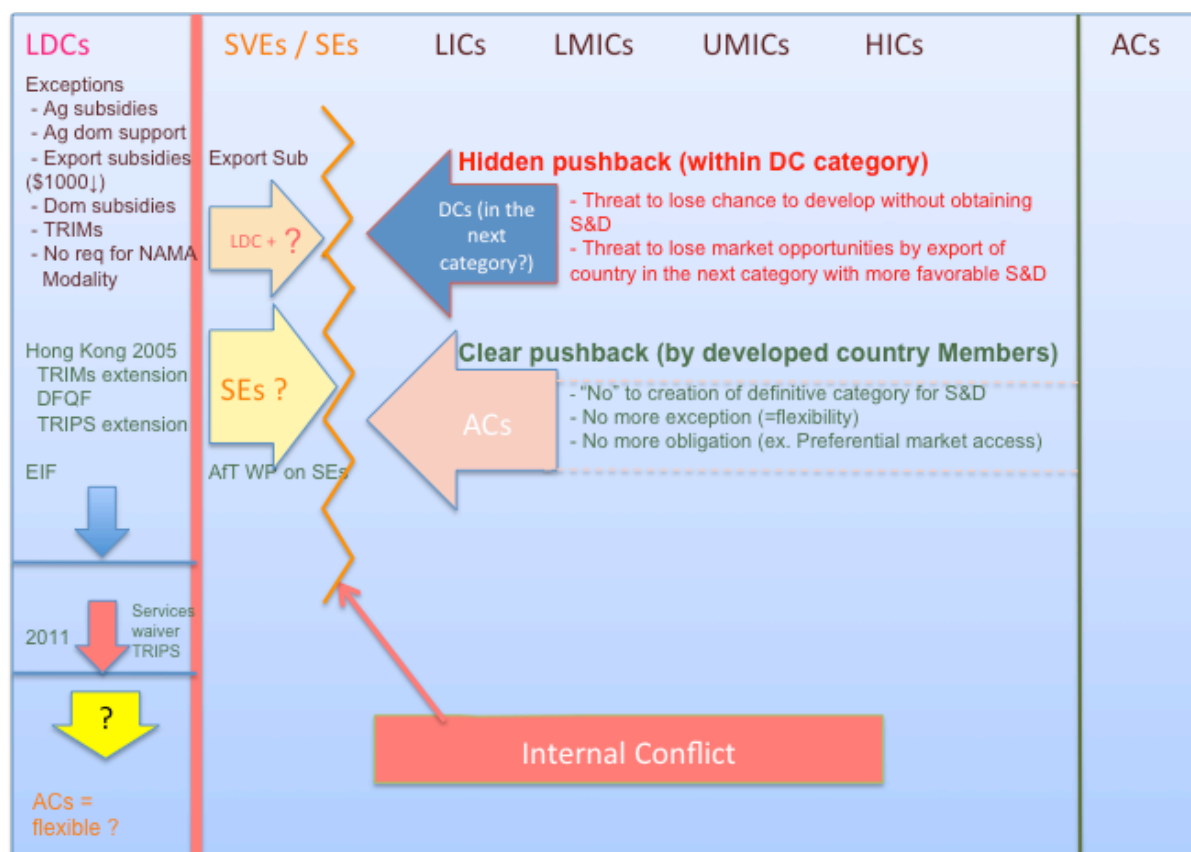 LDCs
SVEs / SEs
LICs
LMICs
UMICs
HICs
ACs
Exceptions
- Ag subsidies
- Ag dom support
- Export subsidies
($1000↓)
- Dom subsidies
- TRIMs
- No req for NAMA
Modality
Export Sub
LDC + ?
DCs (in the
next
category?)
Hidden pushback (within DC category)
- Threat to lose chance to develop without obtaining
S&D
- Threat to lose market opportunities by export of
country in the next category with more favorable S&D
Hong Kong 2005
TRIMs extension
DFQF
TRIPS extension
SEs ?
ACs
Clear pushback (by developed country Members)
- “No” to creation of definitive category for S&D
- No more exception (=flexibility)
- No more obligation (ex. Preferential market access)
EIF
AfT WP on SEs
2011
Services
waiver
TRIPS
?
Internal Conflict
ACs =
flexible ?